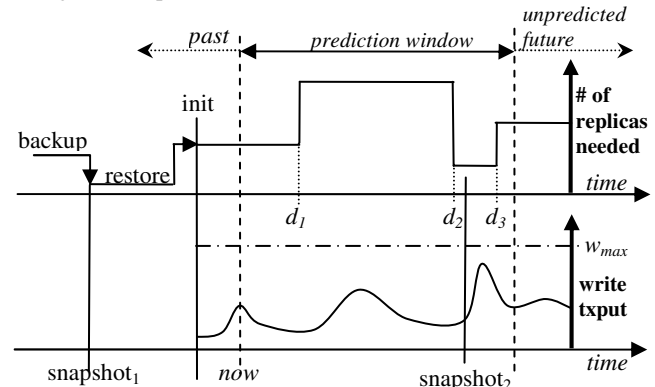 unpredicted
past
prediction window
future
init
# of
replicas
needed
backup
restore
time
d1
d2
d3
wmax
write
txput
time
snapshot1
now
snapshot2